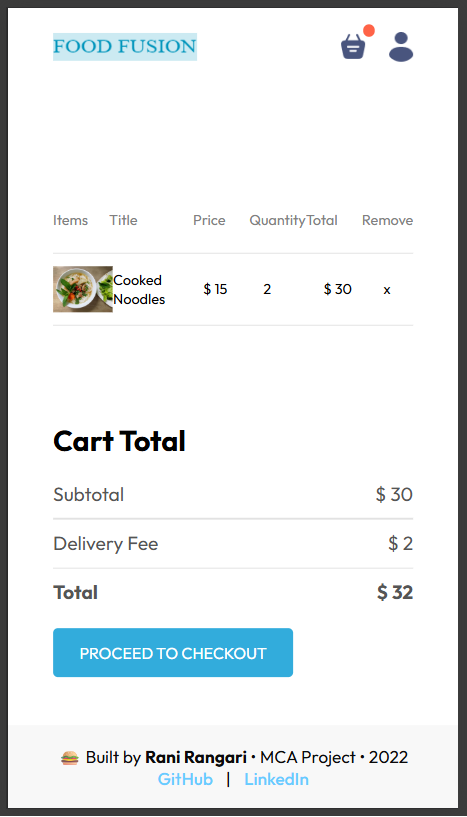 FOOD FUSION
Items Title Price Quantity Total Remove
Cooked Noodles $ 15 2 $ 30 x
Cart Total
Subtotal $ 30
Delivery Fee $ 2
Total $ 32
PROCEED TO CHECKOUT
🍔 Built by Rani Rangari • MCA Project • 2022
GitHub | LinkedIn